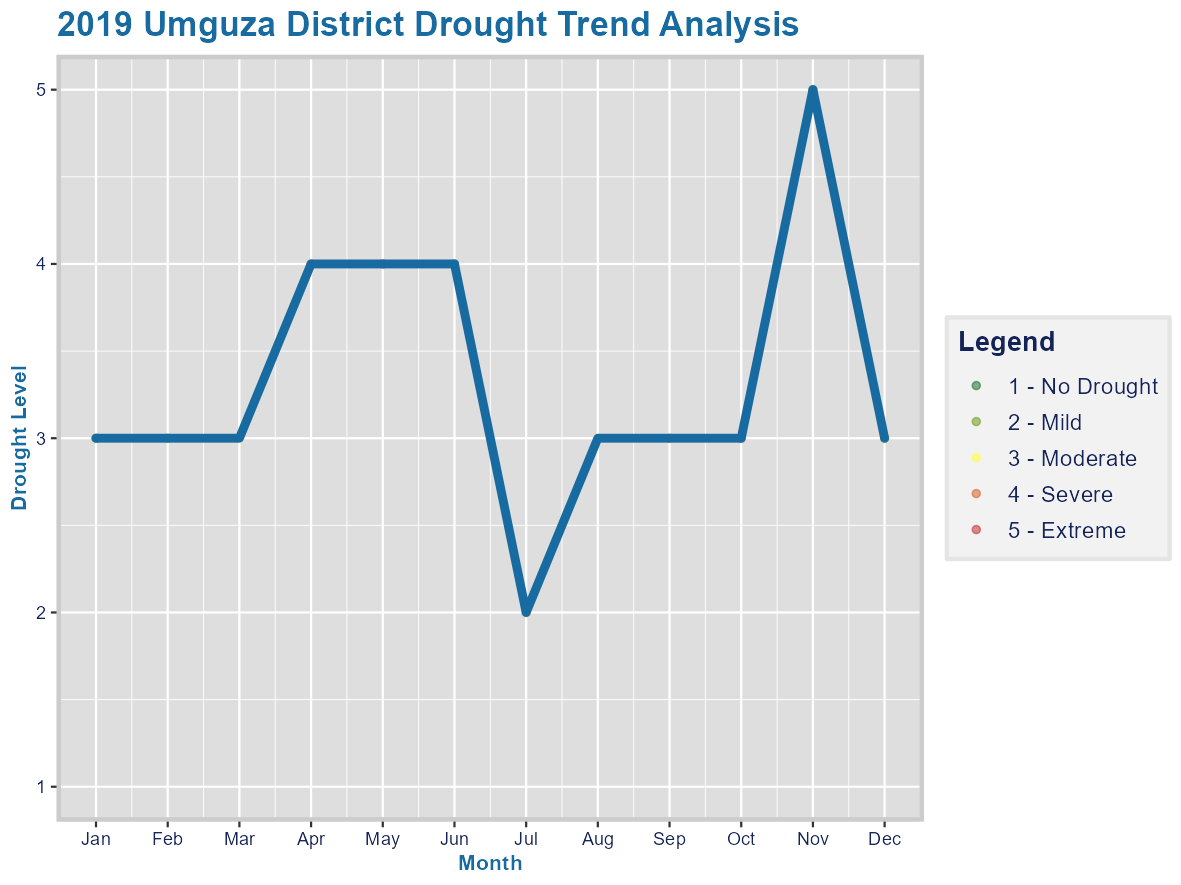 2019 Umguza District Drought Trend Analysis
Drought Level
5
4
3
2
1
Jan Feb Mar Apr May Jun Jul Aug Sep Oct Nov Dec
Month
Legend
1 - No Drought
2 - Mild
3 - Moderate
4 - Severe
5 - Extreme